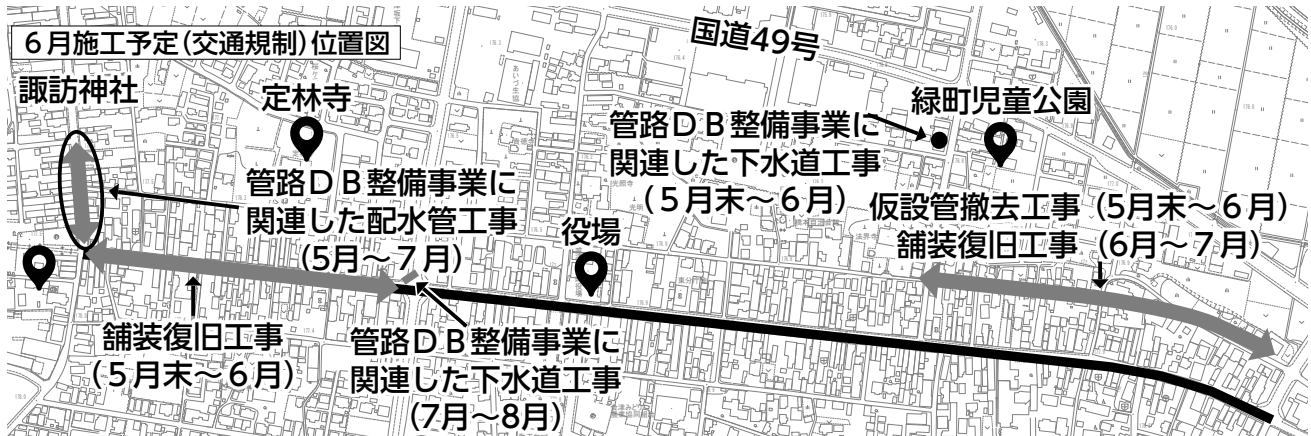 6月施工予定(交通規制)位置図
国道49号
諏訪神社
定林寺
緑町児童公園
管路DB整備事業に
関連した下水道工事
(5月末~6月)
管路DB整備事業に
関連した配水管工事
(5月~7月)
役場
仮設管撤去工事 (5月末~6月)
舗装復旧工事 (6月~7月)
舗装復旧工事
(5月末~6月)
管路DB整備事業に
関連した下水道工事
(7月~8月)